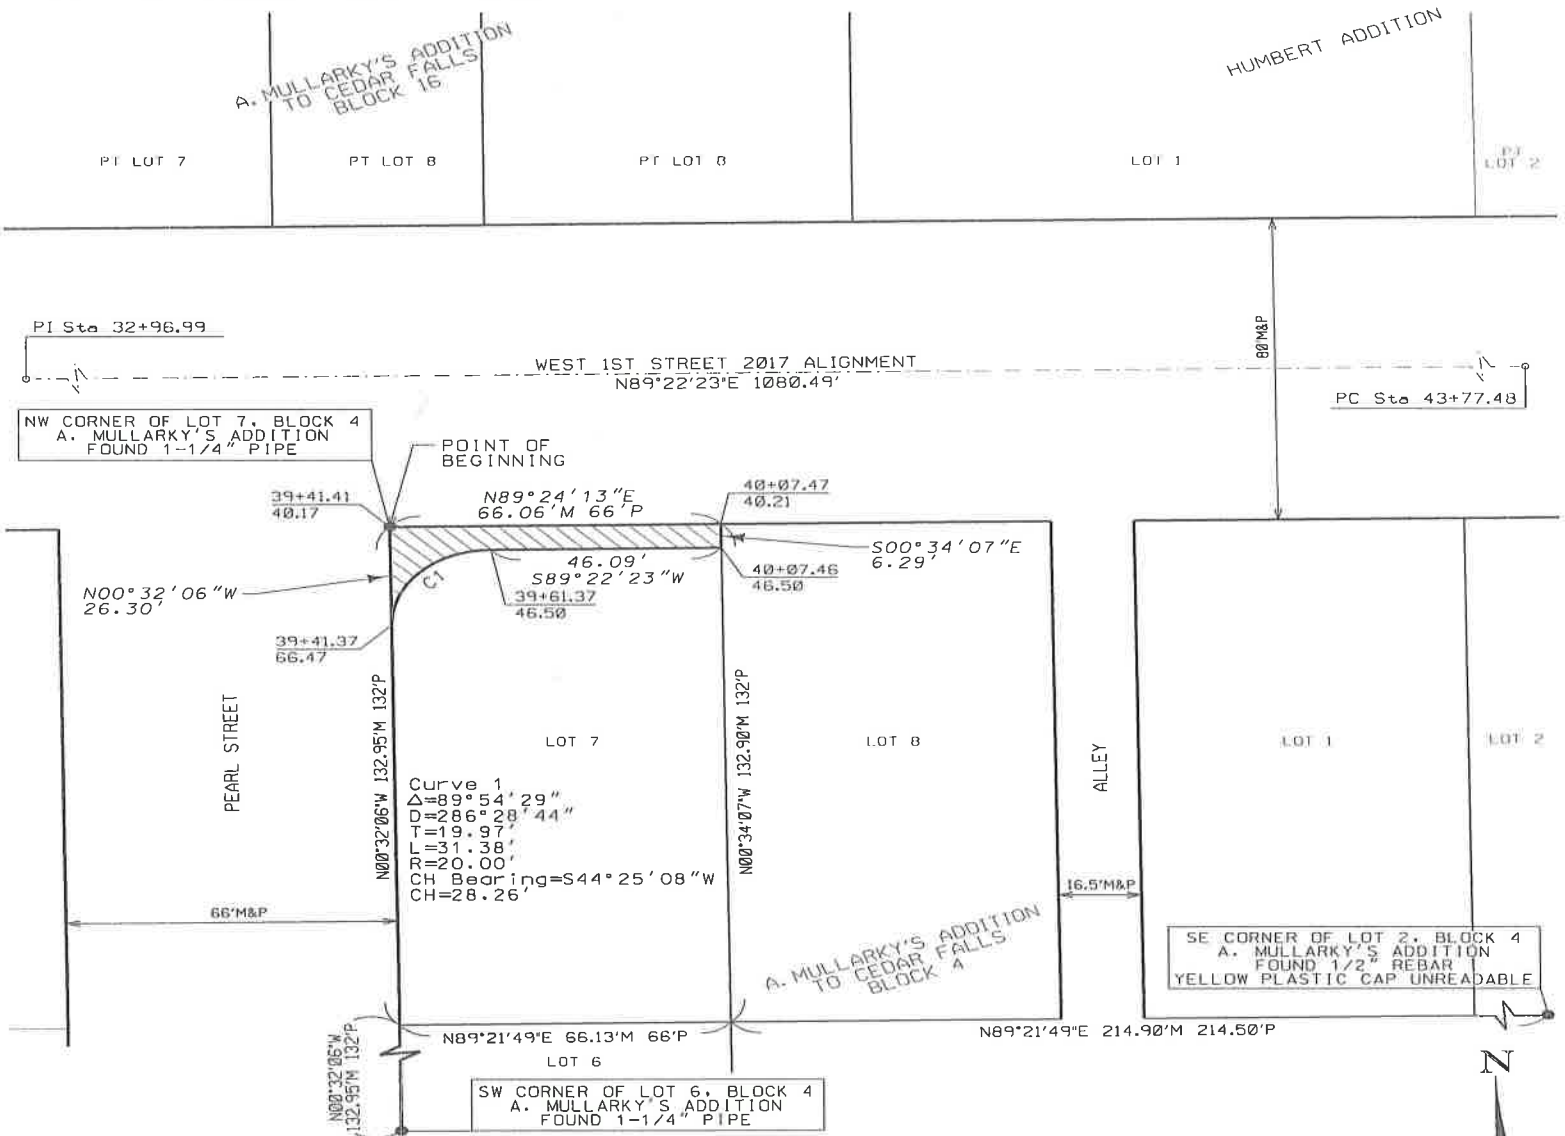 A. MULLARKY'S ADDITION
TO CEDAR FALLS
BLOCK 16
HUMBERT ADDITION
PT LOT 7
PT LOT 8
PT LOT 8
LOT 1
PT
LOT 2
PI Sta 32+96.99
80'M&P
WEST 1ST STREET 2017 ALIGNMENT
N89°22'23"E 1080.49'
PC Sta 43+77.48
NW CORNER OF LOT 7, BLOCK 4
A. MULLARKY'S ADDITION
FOUND 1-1/4" PIPE
POINT OF
BEGINNING
39+41.41
40.17
N89°24'13"E
66.06'M 66'P
40+07.47
40.21
S00°34'07"E
6.29'
46.09'
S89°22'23"W
40+07.46
46.50
C1
39+61.37
46.50
N00°32'06"W
26.30'
39+41.37
66.47
PEARL STREET
N00°32'06"W 132.95'M 132'P
LOT 7
N00°34'07"W 132.90'M 132'P
LOT 8
ALLEY
LOT 1
LOT 2
Curve 1
Δ=89°54'29"
D=286°28'44"
T=19.97'
L=31.38'
R=20.00'
CH Bearing=S44°25'08"W
CH=28.26'
66'M&P
16.5'M&P
A. MULLARKY'S ADDITION
TO CEDAR FALLS
BLOCK 4
SE CORNER OF LOT 2, BLOCK 4
A. MULLARKY'S ADDITION
FOUND 1/2" REBAR
YELLOW PLASTIC CAP UNREADABLE
N89°21'49"E 66.13'M 66'P
N89°21'49"E 214.90'M 214.50'P
N00°32'06"W
132.95'M 132'P
LOT 6
SW CORNER OF LOT 6, BLOCK 4
A. MULLARKY'S ADDITION
FOUND 1-1/4" PIPE
N